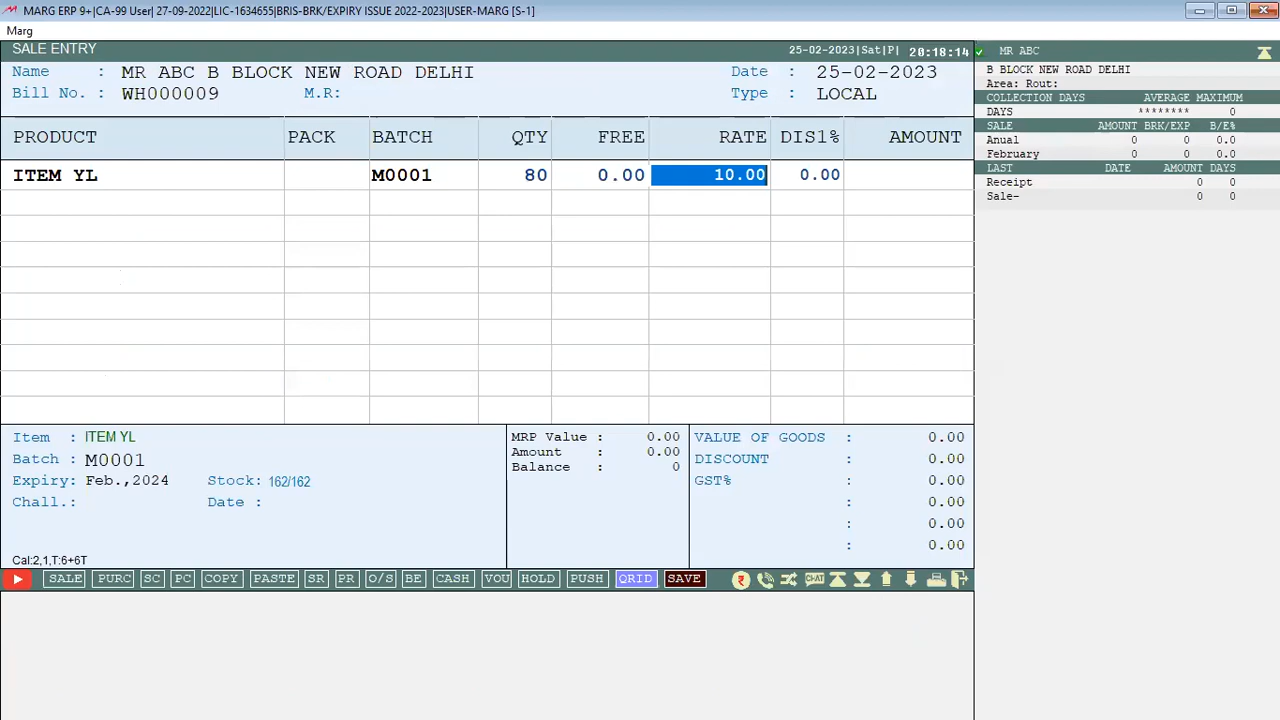 MARG ERP 9+|CA-99 User| 27-09-2022|LIC-1634655|BRIS-BRK/EXPIRY ISSUE 2022-2023|USER-MARG [S-1]
Marg
SALE ENTRY 25-02-2023|Sat|P| 20:18:14
Name : MR ABC B BLOCK NEW ROAD DELHI Date : 25-02-2023
Bill No. : WH000009 M.R: Type : LOCAL
PRODUCT PACK BATCH QTY FREE RATE DIS1% AMOUNT
ITEM YL M0001 80 0.00 10.00 0.00
Item : ITEM YL
Batch : M0001
Expiry: Feb.,2024 Stock: 162/162
Chall.: Date :
Cal:2,1,T:6+6T
MRP Value : 0.00
Amount : 0.00
Balance : 0
VALUE OF GOODS : 0.00
DISCOUNT : 0.00
GST% : 0.00
: 0.00
: 0.00
: 0.00
SALE PURC SC PC COPY PASTE SR PR O/S BE CASH VOU HOLD PUSH QRID SAVE ₹ CHAT
MR ABC
B BLOCK NEW ROAD DELHI
Area: Rout:
COLLECTION DAYS AVERAGE MAXIMUM
DAYS ******** 0
SALE AMOUNT BRK/EXP B/E%
Anual 0 0 0.0
February 0 0 0.0
LAST DATE AMOUNT DAYS
Receipt 0 0
Sale- 0 0